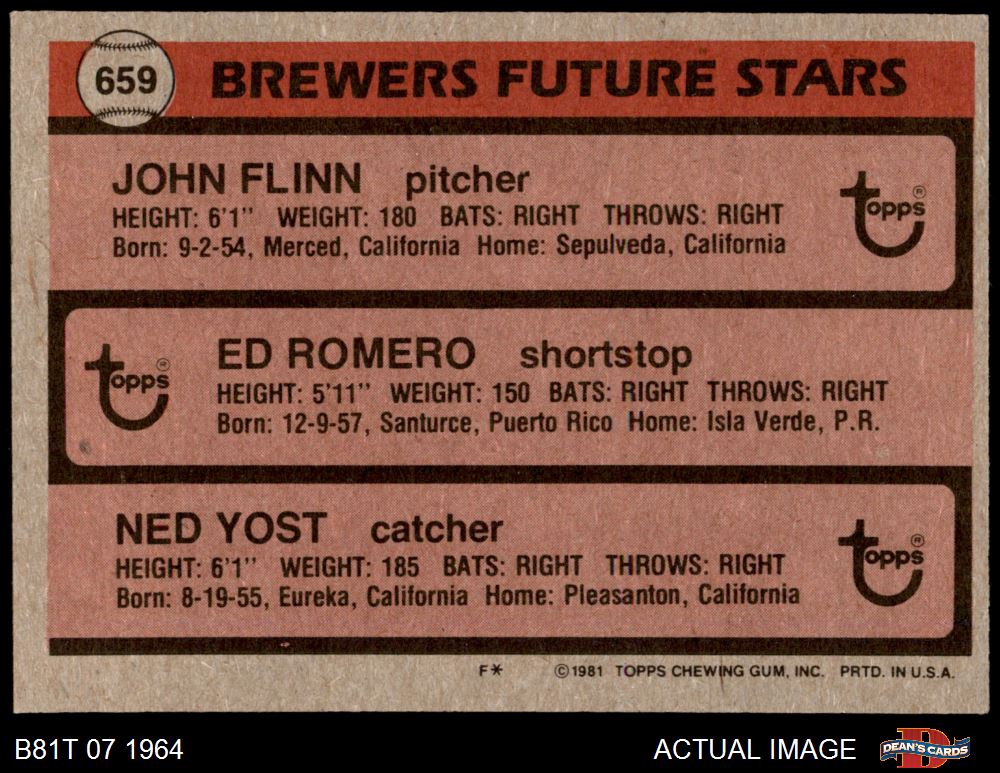 659 BREWERS FUTURE STARS
JOHN FLINN pitcher
HEIGHT: 6'1" WEIGHT: 180 BATS: RIGHT THROWS: RIGHT
Born: 9-2-54, Merced, California Home: Sepulveda, California
topps ®
ED ROMERO shortstop
HEIGHT: 5'11" WEIGHT: 150 BATS: RIGHT THROWS: RIGHT
Born: 12-9-57, Santurce, Puerto Rico Home: Isla Verde, P.R.
topps ®
NED YOST catcher
HEIGHT: 6'1" WEIGHT: 185 BATS: RIGHT THROWS: RIGHT
Born: 8-19-55, Eureka, California Home: Pleasanton, California
topps ®
F* ©1981 TOPPS CHEWING GUM, INC. PRTD. IN U.S.A.
B81T 07 1964 ACTUAL IMAGE DEAN'S CARDS